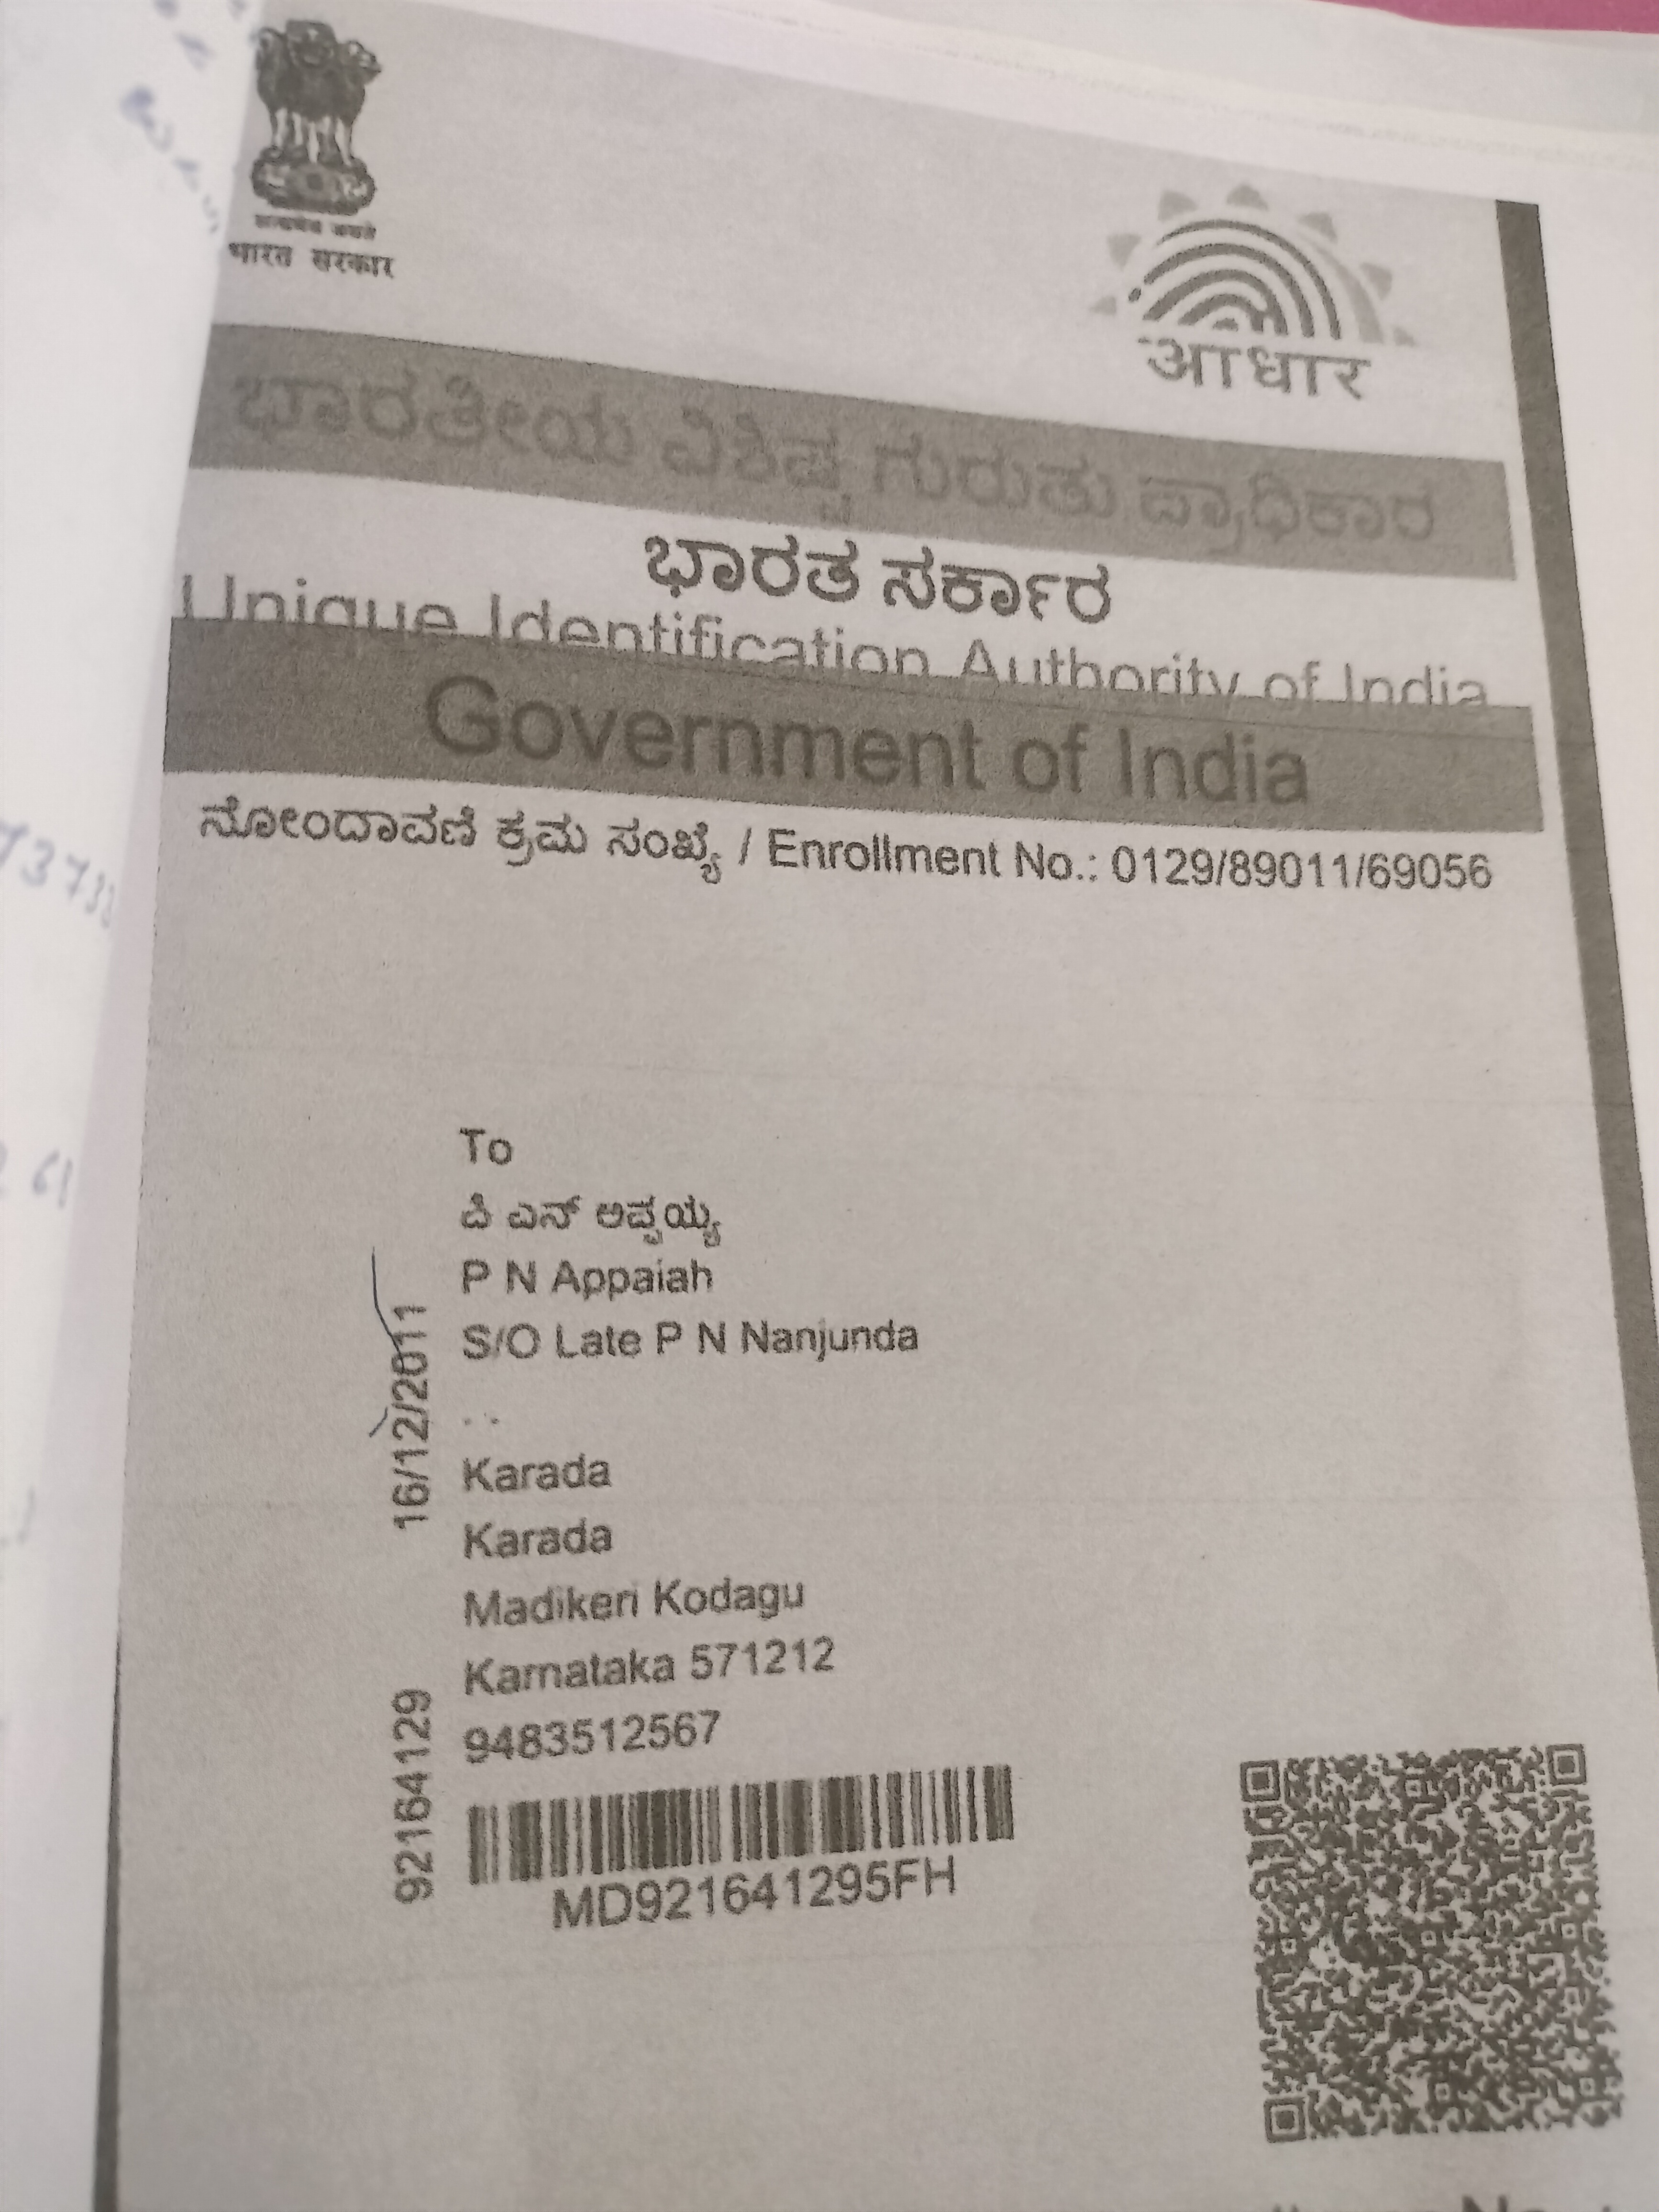 सत्यमेव जयते
भारत सरकार
आधार
ಭಾರತೀಯ ವಿಶಿಷ್ಟ ಗುರುತು ಪ್ರಾಧಿಕಾರ
ಭಾರತ ಸರ್ಕಾರ
Unique Identification Authority of India
Government of India
ನೋಂದಾವಣಿ ಕ್ರಮ ಸಂಖ್ಯೆ / Enrollment No.: 0129/89011/69056
To
ಪಿ ಎನ್ ಅಪ್ಪಯ್ಯ
P N Appaiah
S/O Late P N Nanjunda
. .
Karada
Karada
Madikeri Kodagu
Karnataka 571212
9483512567
MD921641295FH
16/12/2011
92164129